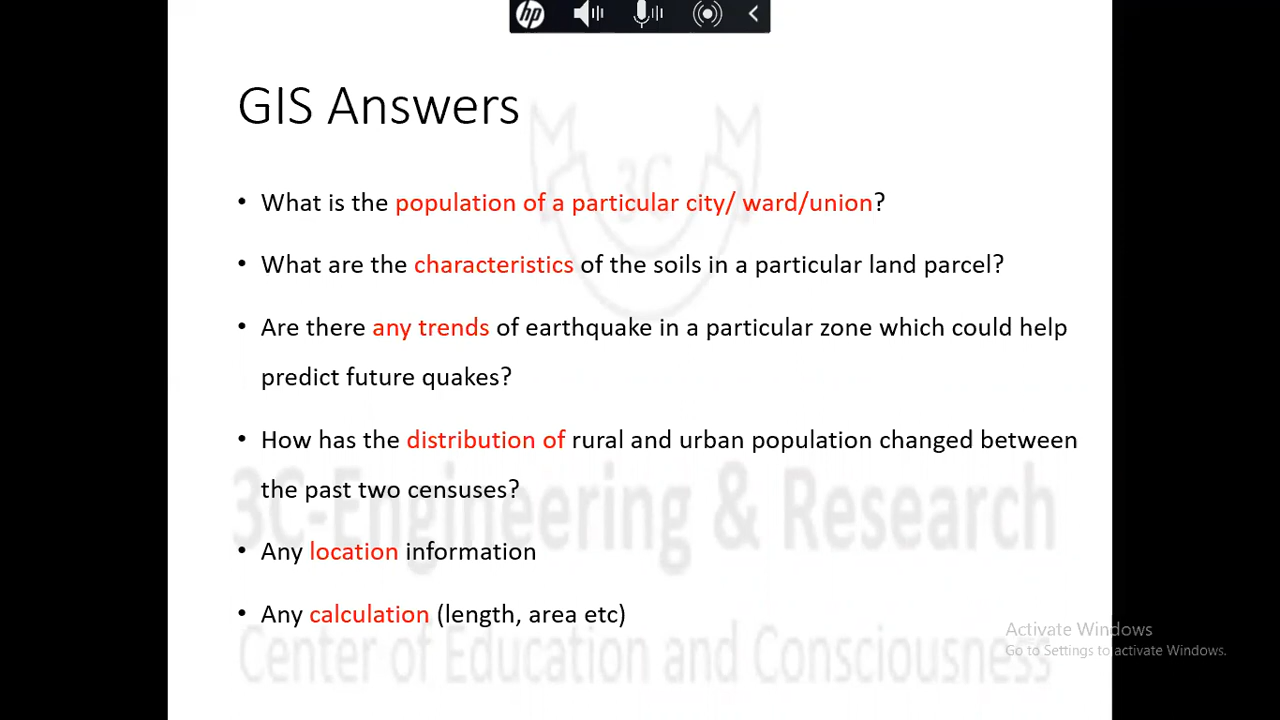 hp
GIS Answers
3C
• What is the population of a particular city/ ward/union?
• What are the characteristics of the soils in a particular land parcel?
• Are there any trends of earthquake in a particular zone which could help
predict future quakes?
• How has the distribution of rural and urban population changed between
the past two censuses?
3C-Engineering & Research
• Any location information
• Any calculation (length, area etc)
Activate Windows
Go to Settings to activate Windows.
Center of Education and Consciousness